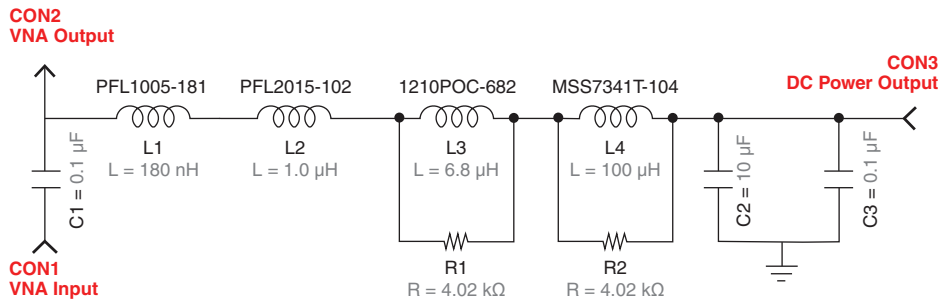 CON2
VNA Output
PFL1005-181
PFL2015-102
1210POC-682
MSS7341T-104
CON3
DC Power Output
L1
L = 180 nH
L2
L = 1.0 µH
L3
L = 6.8 µH
L4
L = 100 µH
C1 = 0.1 µF
C2 = 10 µF
C3 = 0.1 µF
CON1
VNA Input
R1
R = 4.02 kΩ
R2
R = 4.02 kΩ